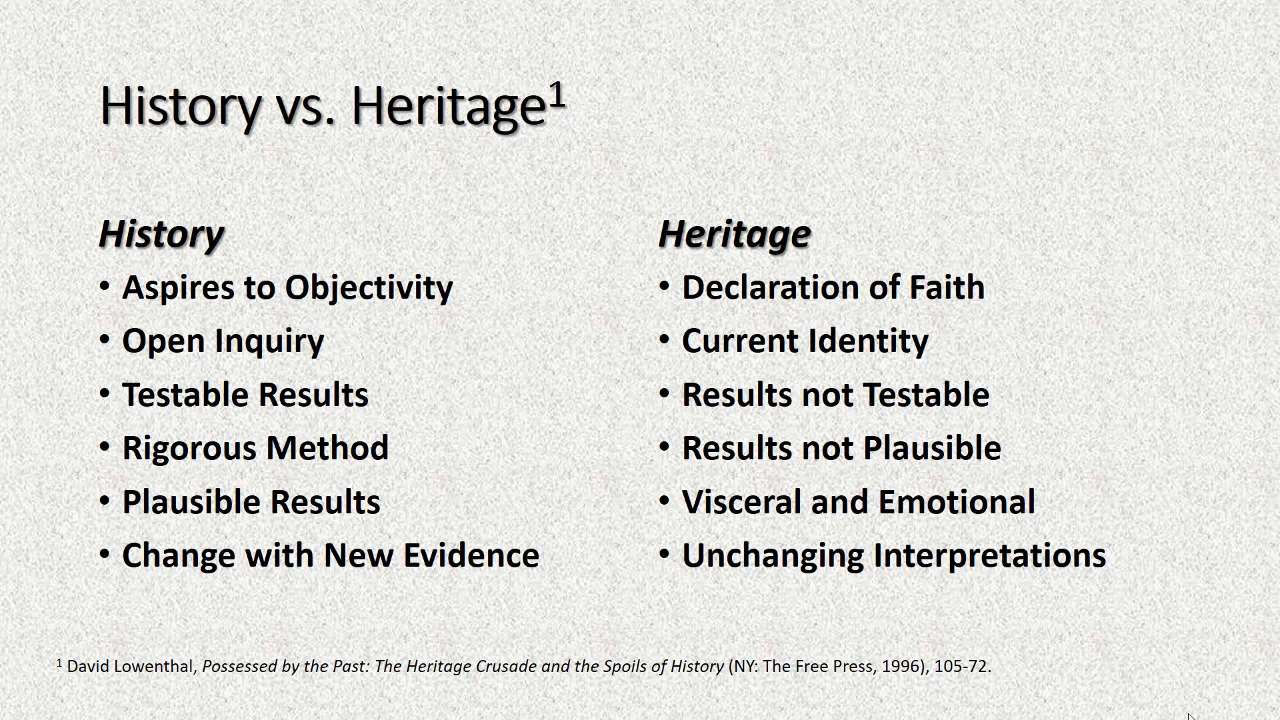 History vs. Heritage¹
History
• Aspires to Objectivity
• Open Inquiry
• Testable Results
• Rigorous Method
• Plausible Results
• Change with New Evidence
Heritage
• Declaration of Faith
• Current Identity
• Results not Testable
• Results not Plausible
• Visceral and Emotional
• Unchanging Interpretations
¹ David Lowenthal, Possessed by the Past: The Heritage Crusade and the Spoils of History (NY: The Free Press, 1996), 105-72.